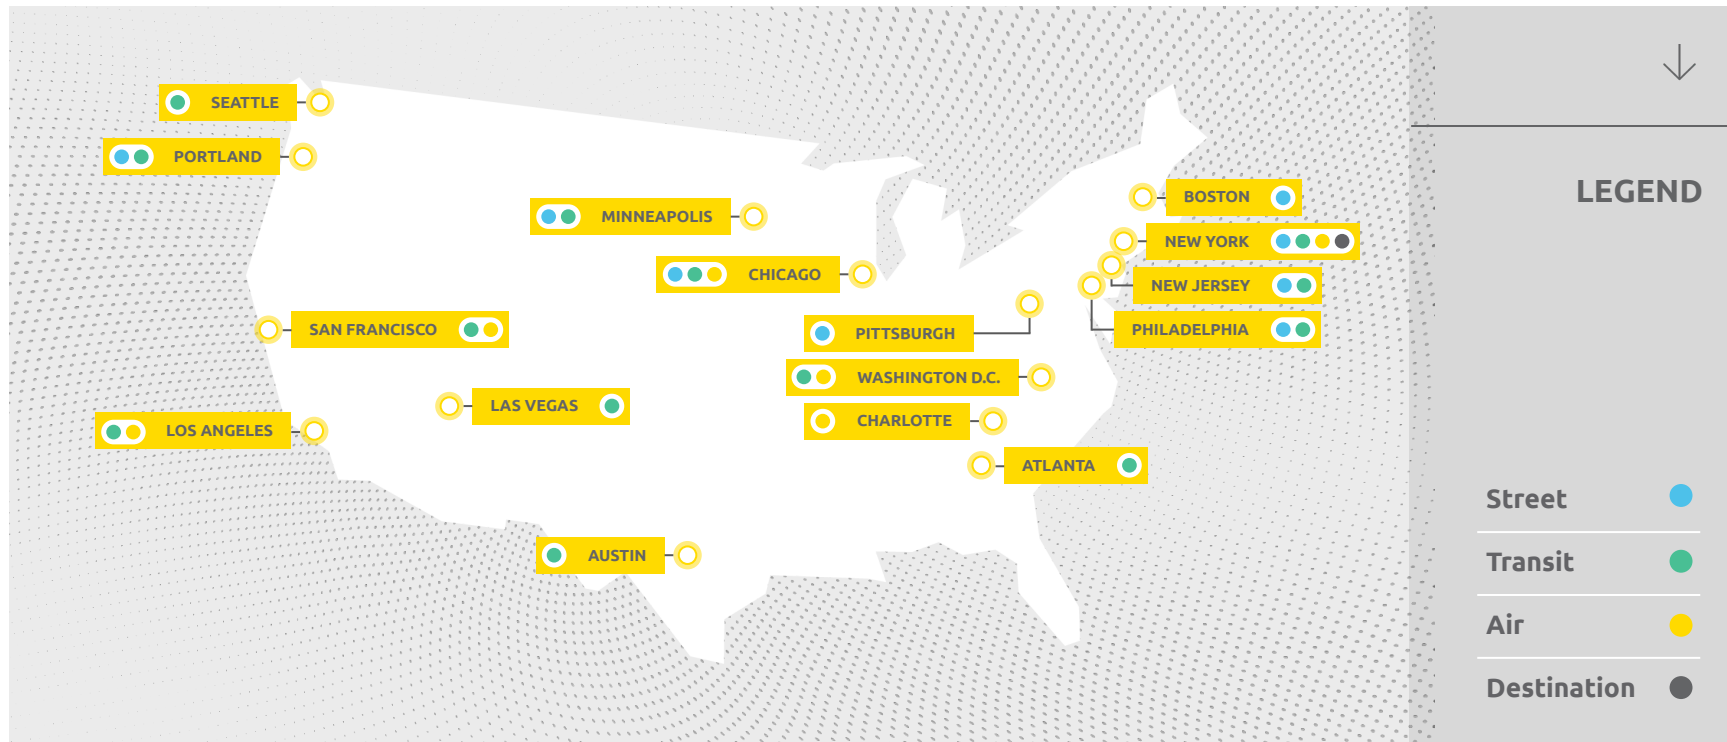 SEATTLE
PORTLAND
MINNEAPOLIS
CHICAGO
SAN FRANCISCO
LAS VEGAS
LOS ANGELES
AUSTIN
BOSTON
NEW YORK
NEW JERSEY
PHILADELPHIA
PITTSBURGH
WASHINGTON D.C.
CHARLOTTE
ATLANTA
LEGEND
Street
Transit
Air
Destination